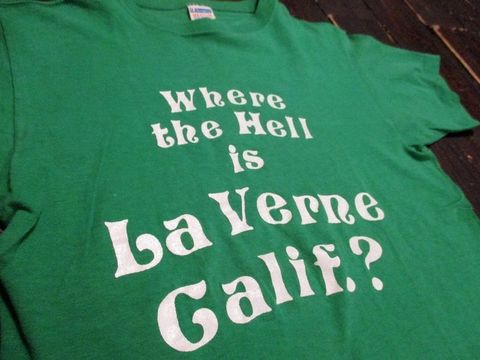 Where
the Hell
is
La Verne
Calif.?